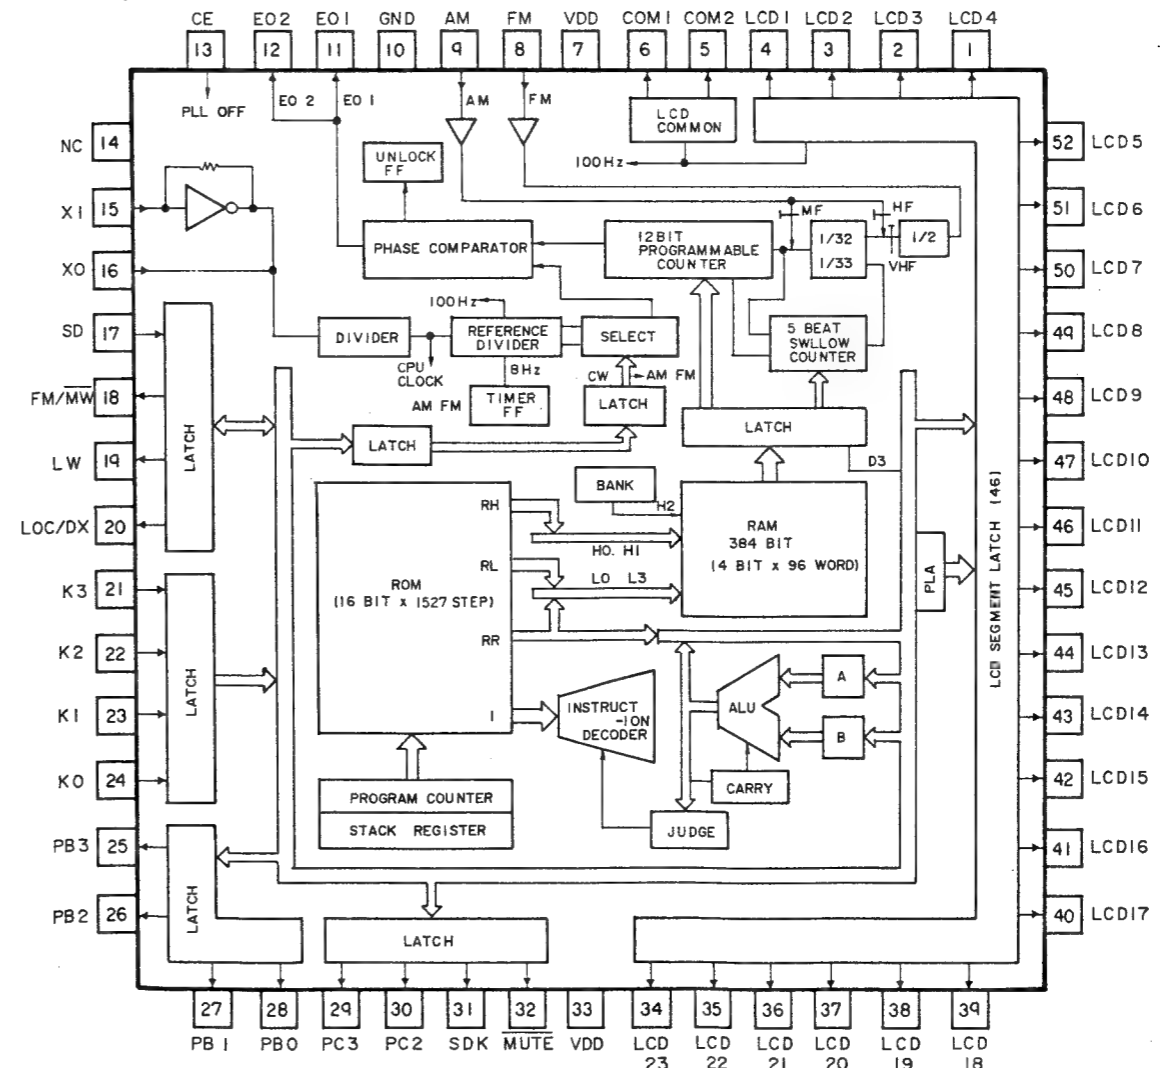 CE EO2 EO1 GND AM FM VDD COM1 COM2 LCD1 LCD2 LCD3 LCD4
13 12 11 10 9 8 7 6 5 4 3 2 1
PLL OFF
EO 2
EO 1
AM
FM
LCD
COMMON
100Hz
NC 14
X1 15
XO 16
SD 17
FM/MW 18
LW 19
LOC/DX 20
K3 21
K2 22
K1 23
K0 24
PB3 25
PB2 26
UNLOCK
FF
PHASE COMPARATOR
12BIT
PROGRAMMABLE
COUNTER
MF
HF
VHF
1/32
1/33
1/2
100Hz
DIVIDER
REFERENCE
DIVIDER
SELECT
5 BEAT
SWLLOW
COUNTER
CPU
CLOCK
8Hz
CW
AM FM
AM FM
TIMER
FF
LATCH
LATCH
LATCH
D3
LATCH
LATCH
LATCH
BANK
H2
RH
HO. H1
RL
LO L3
RR
I
ROM
(16 BIT x 1527 STEP)
RAM
384 BIT
(4 BIT x 96 WORD)
PLA
LCD SEGMENT LATCH (46)
INSTRUCT
-ION
DECODER
ALU
A
B
CARRY
JUDGE
PROGRAM COUNTER
STACK REGISTER
LATCH
52 LCD5
51 LCD6
50 LCD7
49 LCD8
48 LCD9
47 LCD10
46 LCD11
45 LCD12
44 LCD13
43 LCD14
42 LCD15
41 LCD16
40 LCD17
27 28 29 30 31 32 33 34 35 36 37 38 39
PB1 PB0 PC3 PC2 SDK MUTE VDD LCD LCD LCD LCD LCD LCD
23 22 21 20 19 18